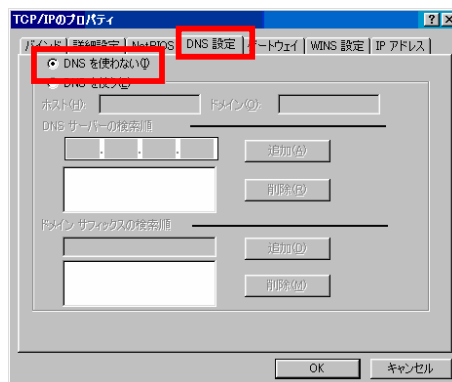 TCP/IPのプロパティ
バインド 詳細設定 NetBIOS DNS 設定 ゲートウェイ WINS 設定 IP アドレス
DNS を使わない(I)
DNS を使う(E)
ホスト(H): ドメイン(O):
DNS サーバーの検索順
追加(A)
削除(R)
ドメイン サフィックスの検索順
追加(D)
削除(M)
OK キャンセル